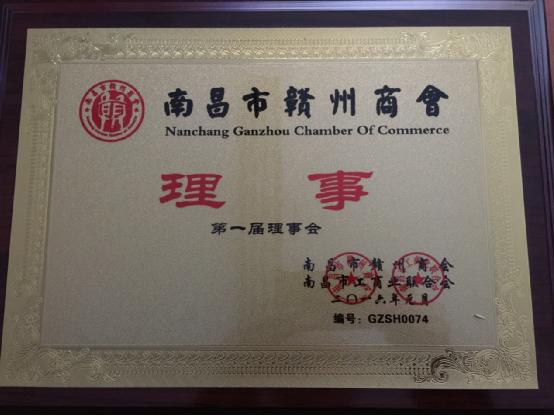 南昌市赣州商會
Nanchang Ganzhou Chamber Of Commerce
理事
第一届理事会
南昌市赣州商会
南昌市工商业联合会
二〇一六年元月
编号：GZSH0074